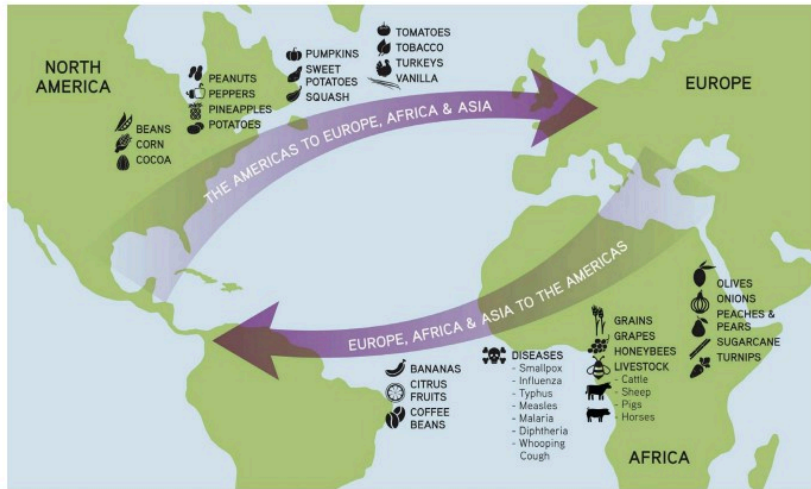 NORTH
AMERICA
BEANS
CORN
COCOA
PEANUTS
PEPPERS
PINEAPPLES
POTATOES
PUMPKINS
SWEET
POTATOES
SQUASH
TOMATOES
TOBACCO
TURKEYS
VANILLA
EUROPE
THE AMERICAS TO EUROPE, AFRICA & ASIA
EUROPE, AFRICA & ASIA TO THE AMERICAS
BANANAS
CITRUS
FRUITS
COFFEE
BEANS
DISEASES
- Smallpox
- Influenza
- Typhus
- Measles
- Malaria
- Diphtheria
- Whooping
Cough
GRAINS
GRAPES
HONEYBEES
LIVESTOCK
- Cattle
- Sheep
- Pigs
- Horses
OLIVES
ONIONS
PEACHES &
PEARS
SUGARCANE
TURNIPS
AFRICA